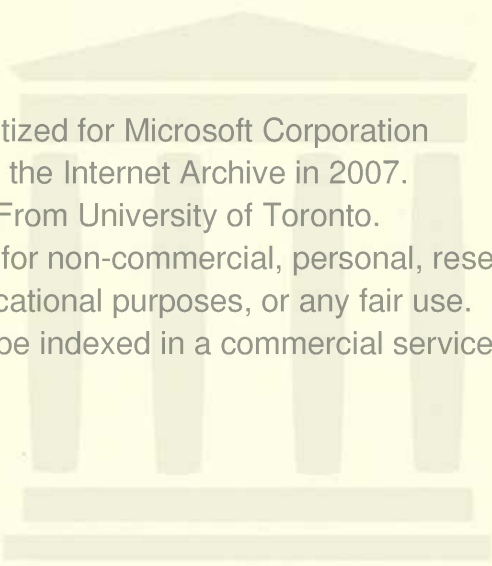 tized for Microsoft Corporation
the Internet Archive in 2007.
From University of Toronto.
for non-commercial, personal, rese
cational purposes, or any fair use.
be indexed in a commercial service